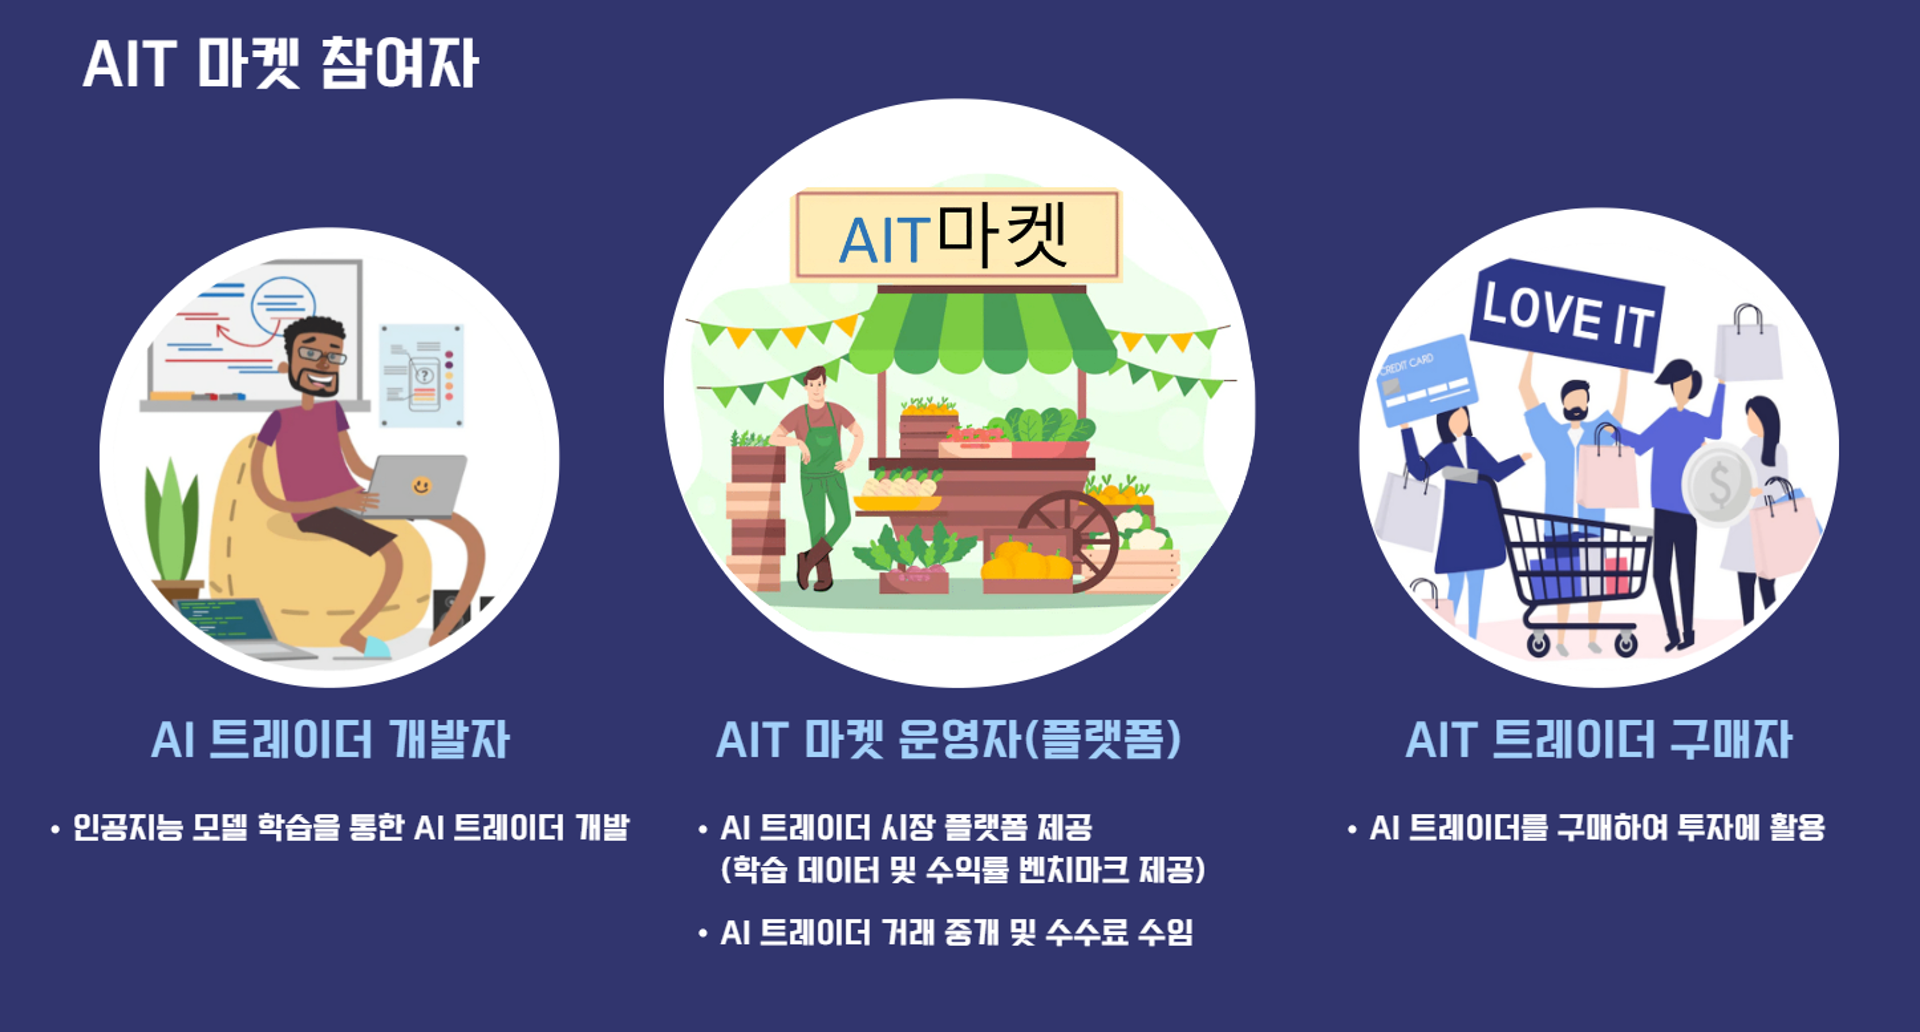 AIT 마켓 참여자
AIT마켓
LOVE IT
CREDIT CARD
?
$
AI 트레이더 개발자
• 인공지능 모델 학습을 통한 AI 트레이더 개발
AIT 마켓 운영자(플랫폼)
• AI 트레이더 시장 플랫폼 제공
(학습 데이터 및 수익률 벤치마크 제공)
• AI 트레이더 거래 중개 및 수수료 수임
AIT 트레이더 구매자
• AI 트레이더를 구매하여 투자에 활용